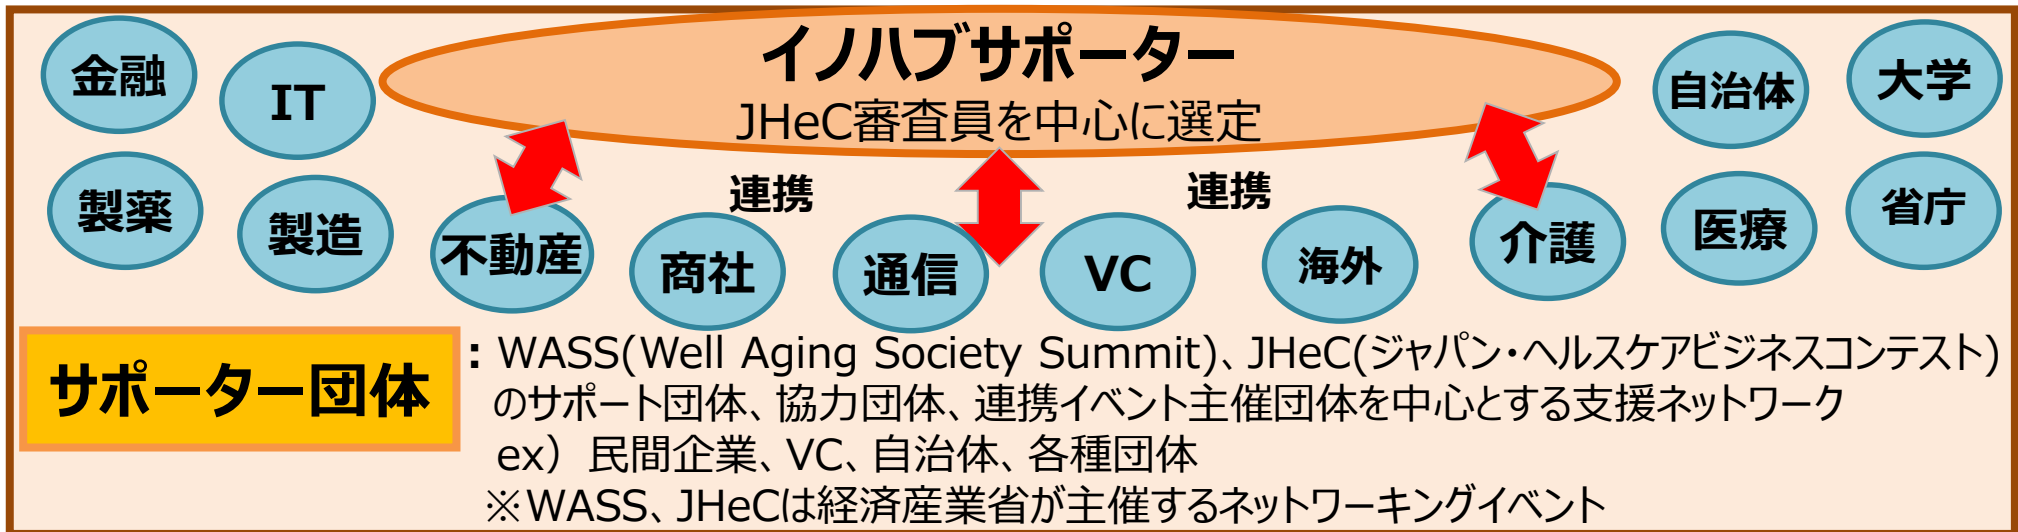 イノハブサポーター
JHeC審査員を中心に選定
金融
IT
製薬
製造
不動産
商社
連携
通信
VC
連携
海外
介護
自治体
大学
医療
省庁
サポーター団体
：WASS(Well Aging Society Summit)、JHeC(ジャパン・ヘルスケアビジネスコンテスト)
のサポート団体、協力団体、連携イベント主催団体を中心とする支援ネットワーク
ex）民間企業、VC、自治体、各種団体
※WASS、JHeCは経済産業省が主催するネットワーキングイベント